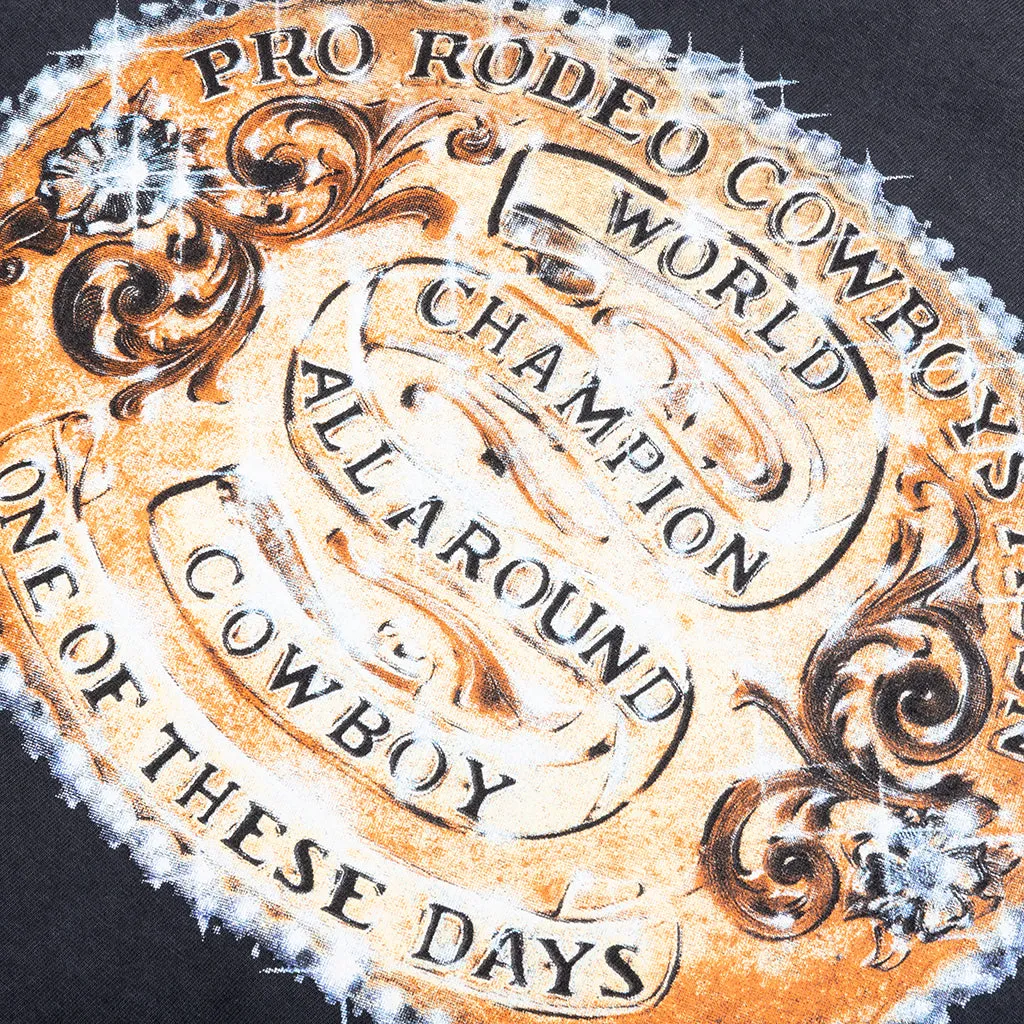 PRO RODEO COWBOYS
WORLD
CHAMPION
ALL AROUND
COWBOY
ONE OF THESE DAYS